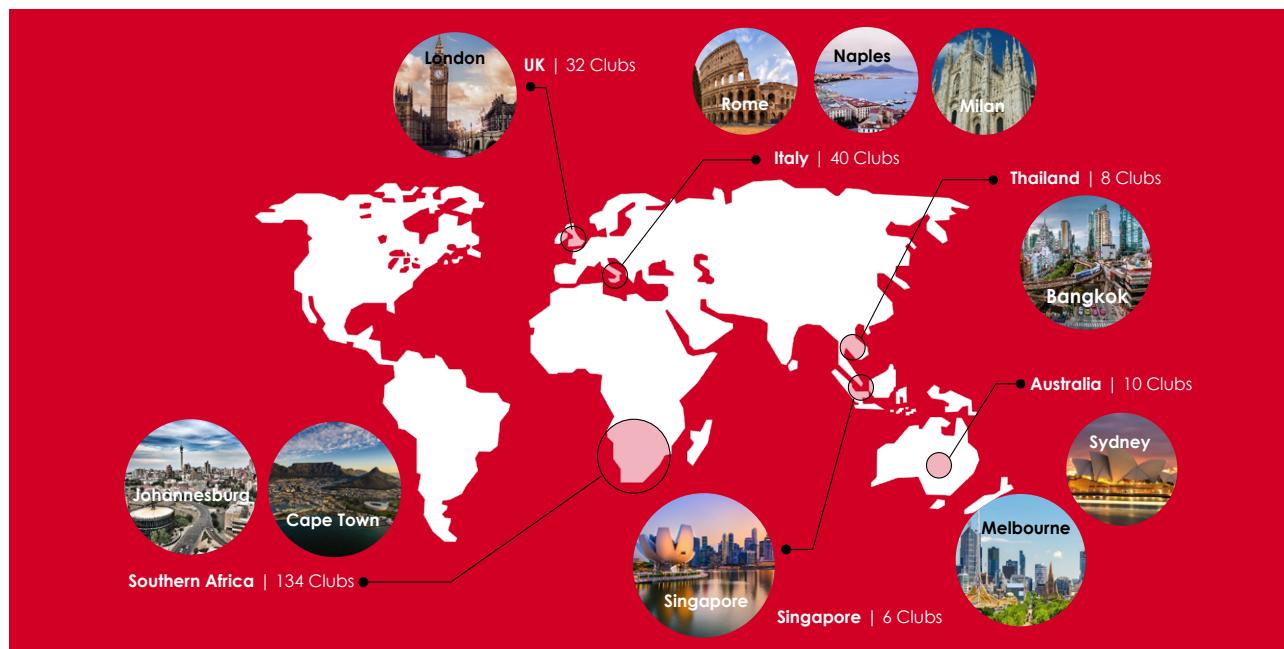 London
UK | 32 Clubs
Rome
Naples
Milan
Italy | 40 Clubs
Thailand | 8 Clubs
Bangkok
Australia | 10 Clubs
Sydney
Melbourne
Johannesburg
Cape Town
Southern Africa | 134 Clubs
Singapore
Singapore | 6 Clubs